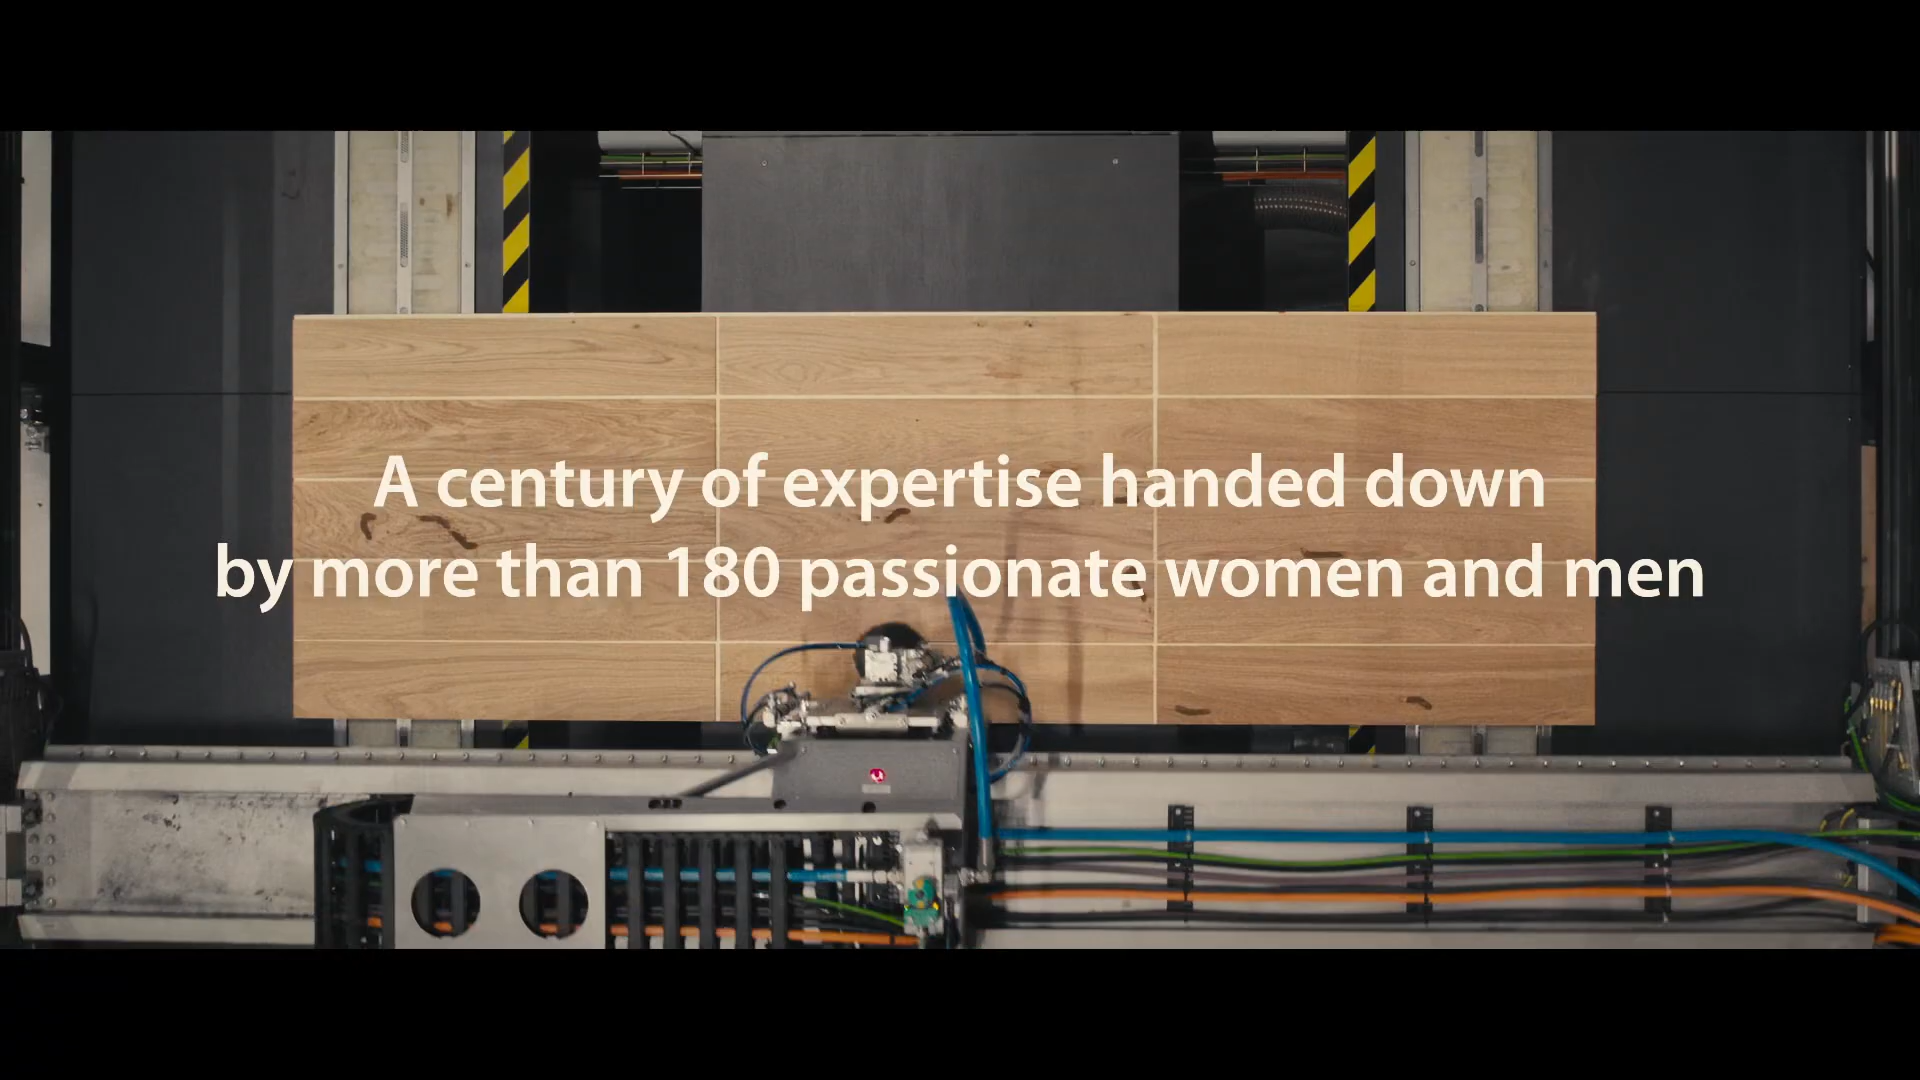 A century of expertise handed down
by more than 180 passionate women and men